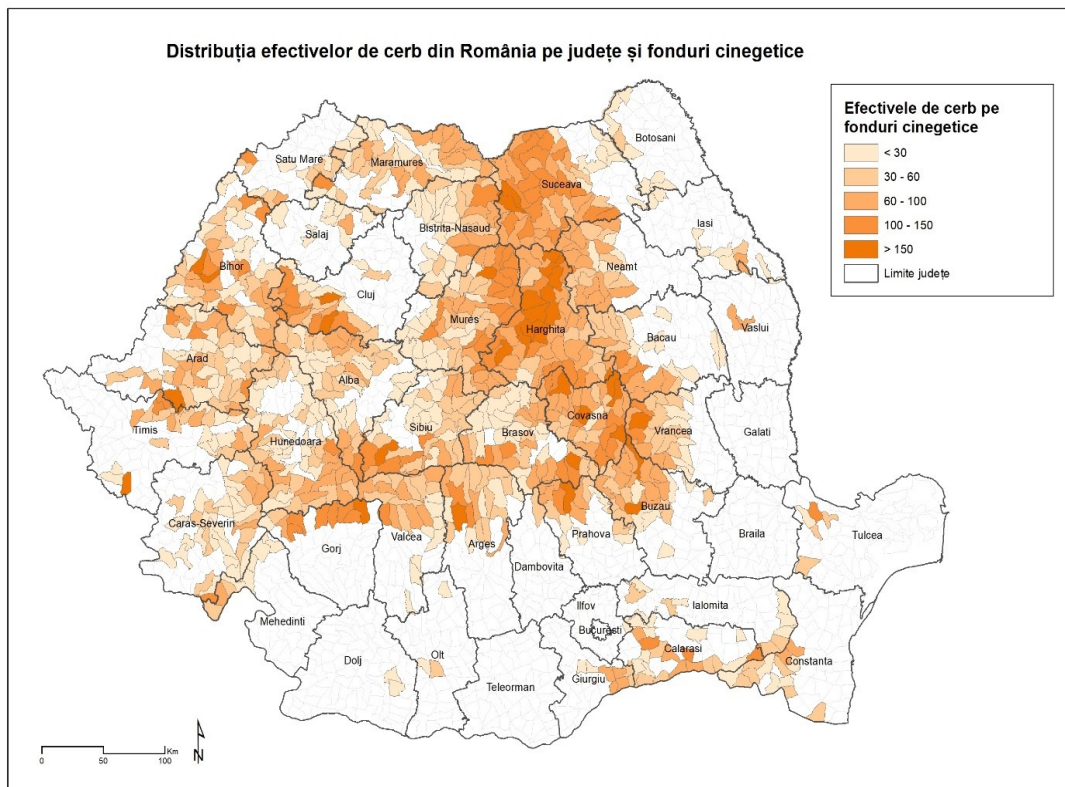 Distribuția efectivelor de cerb din România pe județe și fonduri cinegetice
Efectivele de cerb pe
fonduri cinegetice
< 30
30 - 60
60 - 100
100 - 150
> 150
Limite județe
Botosani
Satu Mare
Maramures
Suceava
Iasi
Bistrita-Nasaud
Salaj
Neamt
Bihor
Cluj
Mures
Harghita
Bacau
Vaslui
Arad
Alba
Timis
Sibiu
Covasna
Hunedoara
Brasov
Vrancea
Galati
Caras-Severin
Buzau
Gorj
Valcea
Arges
Prahova
Braila
Tulcea
Dambovita
Ilfov
Ialomita
Mehedinti
Bucuresti
Calarasi
Dolj
Olt
Constanta
Giurgiu
Teleorman
Km
0 50 100
N